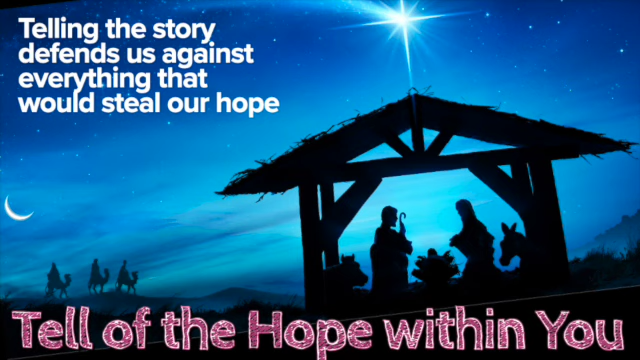 Telling the story
defends us against
everything that
would steal our hope
Tell of the Hope within You